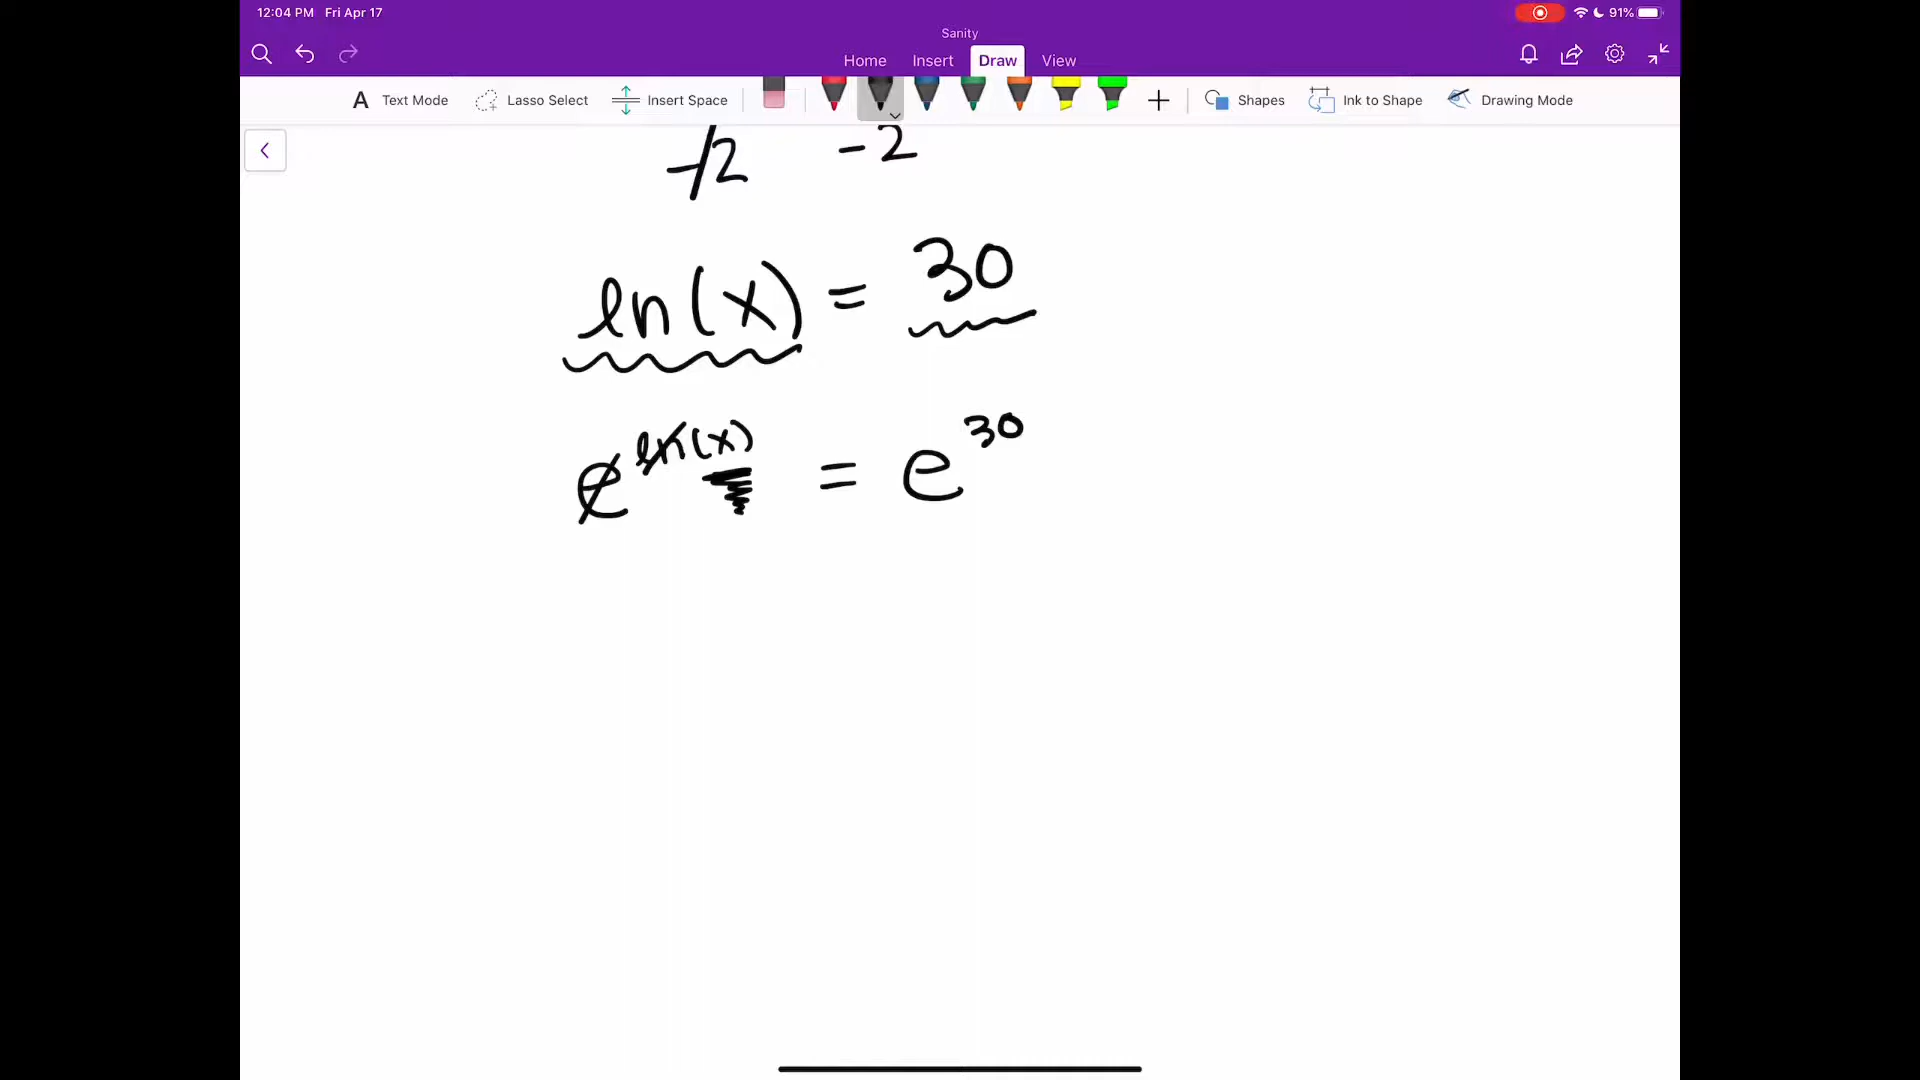 12:04 PM Fri Apr 17 91%
Sanity
Home Insert Draw View
A Text Mode Lasso Select Insert Space Shapes Ink to Shape Drawing Mode
-2 -2
ln(x) = 30
e^ln(x) = e^30